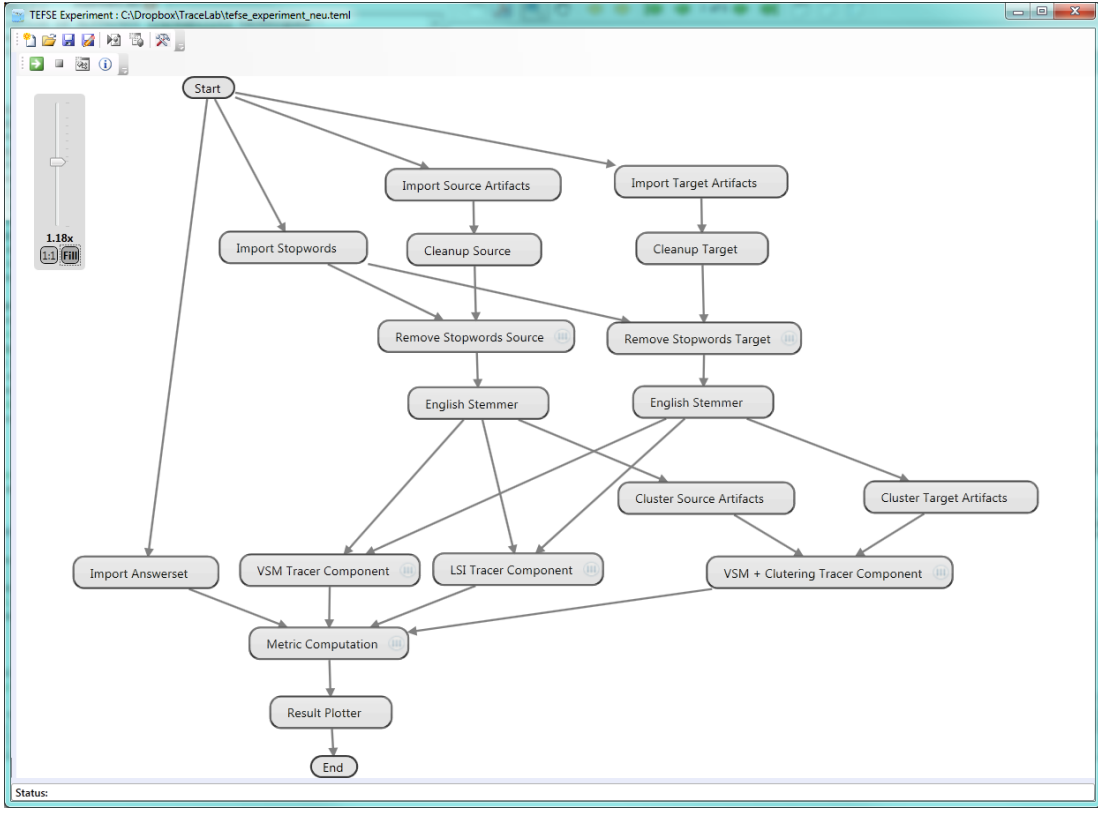 TEFSE Experiment : C:\Dropbox\TraceLab\tefse_experiment_neu.teml
Start
Import Source Artifacts
Import Target Artifacts
1.18x
1:1 Fill
Import Stopwords
Cleanup Source
Cleanup Target
Remove Stopwords Source
Remove Stopwords Target
English Stemmer
English Stemmer
Cluster Source Artifacts
Cluster Target Artifacts
Import Answerset
VSM Tracer Component
LSI Tracer Component
VSM + Clutering Tracer Component
Metric Computation
Result Plotter
End
Status: